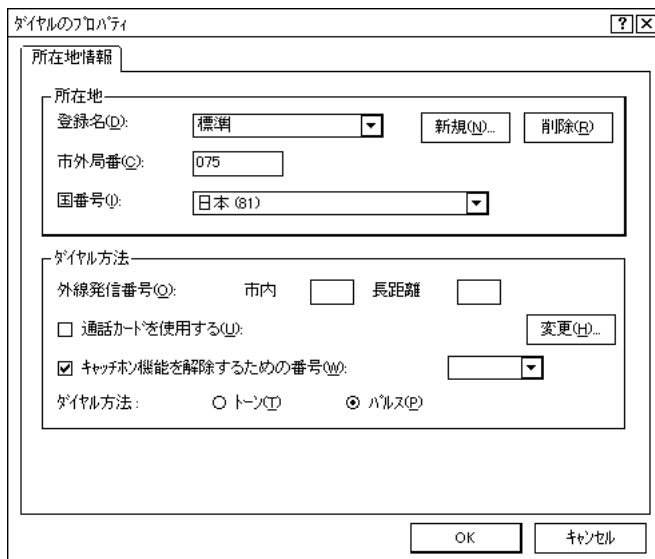 ﾀﾞｲﾔﾙのﾌﾟﾛﾊﾟﾃｨ
所在地情報
所在地
登録名(D): 標準 新規(N)... 削除(R)
市外局番(C): 075
国番号(I): 日本 (81)
ﾀﾞｲﾔﾙ方法
外線発信番号(O): 市内 長距離
通話ｶｰﾄﾞを使用する(U): 変更(H)...
ｷｬｯﾁﾎﾝ機能を解除するための番号(W):
ﾀﾞｲﾔﾙ方法: ﾄｰﾝ(T) ﾊﾟﾙｽ(P)
OK ｷｬﾝｾﾙ